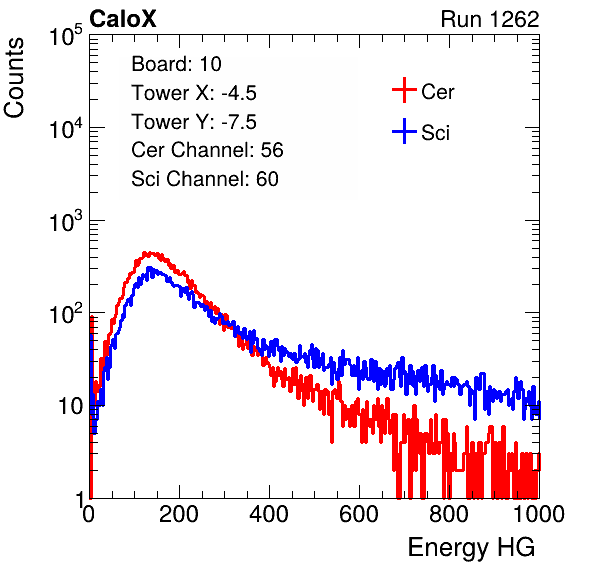 CaloX Run 1262
Counts
Board: 10
Tower X: -4.5
Tower Y: -7.5
Cer Channel: 56
Sci Channel: 60
Cer
Sci
10^5
10^4
10^3
10^2
10
1
0 200 400 600 800 1000
Energy HG